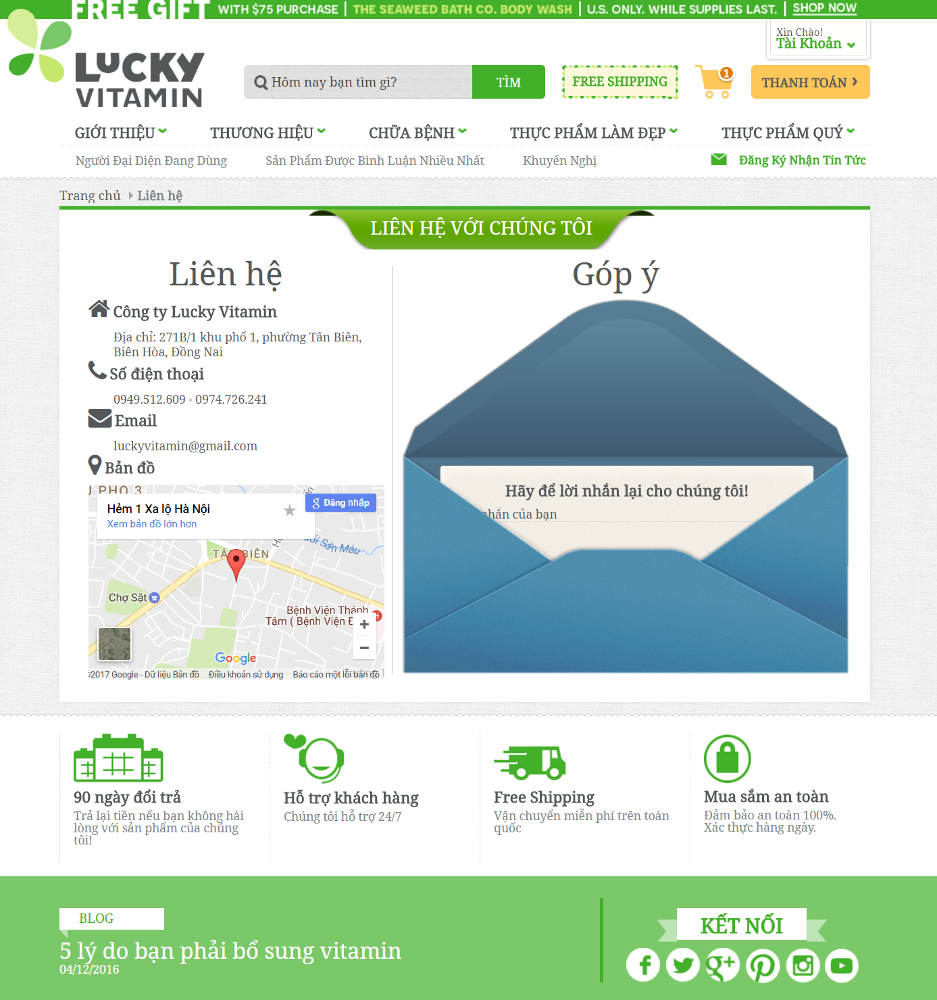 FREE GIFT WITH $75 PURCHASE | THE SEAWEED BATH CO. BODY WASH | U.S. ONLY. WHILE SUPPLIES LAST. | SHOP NOW
Xin Chào!
Tài Khoản
LUCKY
VITAMIN
Hôm nay bạn tìm gì?
TÌM
FREE SHIPPING
1
THANH TOÁN
GIỚI THIỆU
THƯƠNG HIỆU
CHỮA BỆNH
THỰC PHẨM LÀM ĐẸP
THỰC PHẨM QUÝ
Người Đại Diện Đang Dùng
Sản Phẩm Được Bình Luận Nhiều Nhất
Khuyến Nghị
Đăng Ký Nhận Tin Tức
Trang chủ
Liên hệ
LIÊN HỆ VỚI CHÚNG TÔI
Liên hệ
Công ty Lucky Vitamin
Địa chỉ: 271B/1 khu phố 1, phường Tân Biên,
Biên Hòa, Đồng Nai
Số điện thoại
0949.512.609 - 0974.726.241
Email
luckyvitamin@gmail.com
Bản đồ
PHỐ 3
Hẻm 1 Xa lộ Hà Nội
Xem bản đồ lớn hơn
Đăng nhập
Săn Máu
BIÊN
Chợ Sặt
Bệnh Viện Thánh
Tâm ( Bệnh Viện
Google
©2017 Google - Dữ liệu Bản đồ
Điều khoản sử dụng
Báo cáo một lỗi bản đồ
Góp ý
Hãy để lời nhắn lại cho chúng tôi!
nhắn của bạn
90 ngày đổi trả
Trả lại tiền nếu bạn không hài
lòng với sản phẩm của chúng
tôi!
Hỗ trợ khách hàng
Chúng tôi hỗ trợ 24/7
Free Shipping
Vận chuyển miễn phí trên toàn
quốc
Mua sắm an toàn
Đảm bảo an toàn 100%.
Xác thực hàng ngày.
BLOG
5 lý do bạn phải bổ sung vitamin
04/12/2016
KẾT NỐI